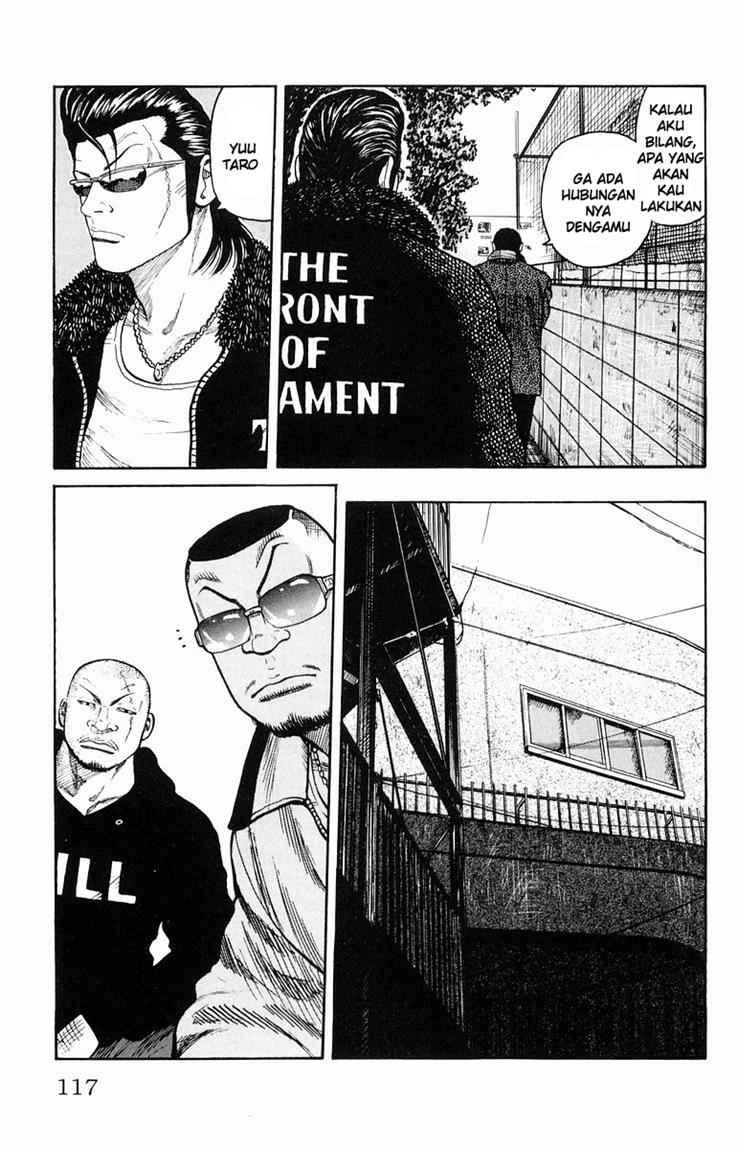 KALAU
AKU
BILANG,
APA YANG
AKAN
KAU
LAKUKAN
GA ADA
HUBUNGAN
NYA
DENGAMU
THE
RONT
OF
AMENT
YUU
TARO
T
ILL
117